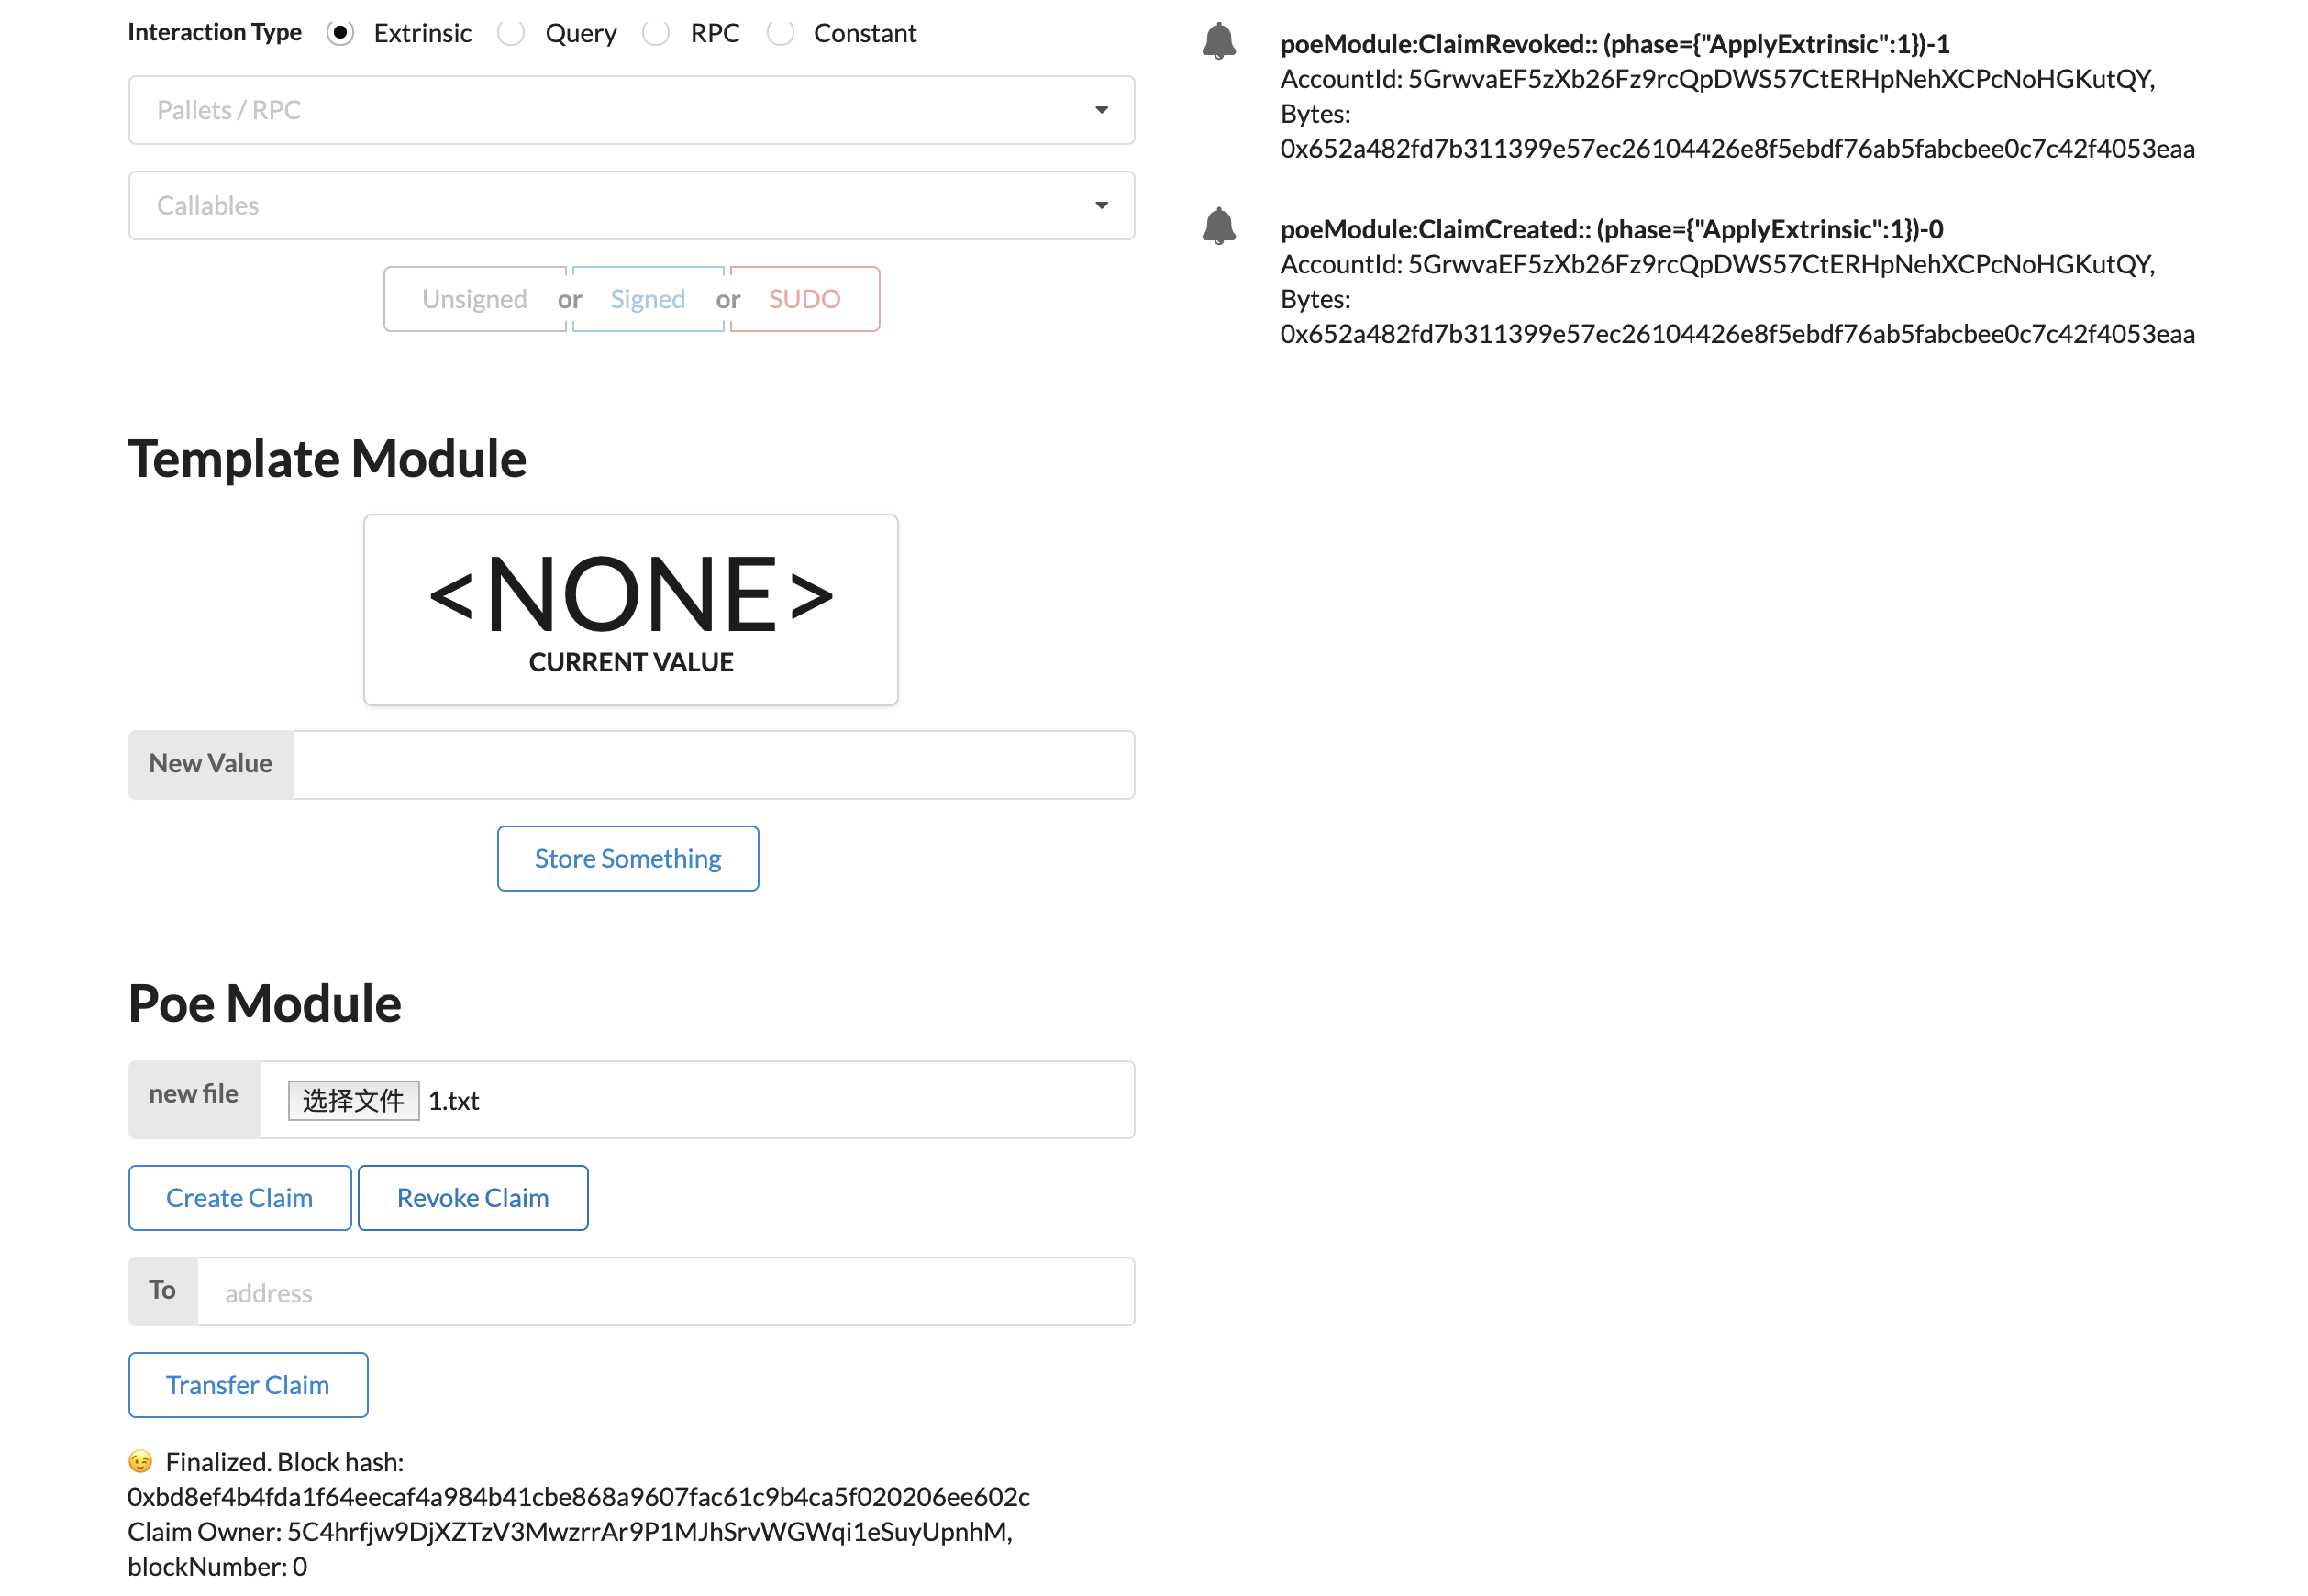 Interaction Type Extrinsic Query RPC Constant
Pallets / RPC
Callables
Unsigned or Signed or SUDO
Template Module
<NONE>
CURRENT VALUE
New Value
Store Something
Poe Module
new file 选择文件 1.txt
Create Claim Revoke Claim
To address
Transfer Claim
😉 Finalized. Block hash:
0xbd8ef4b4fda1f64eecaf4a984b41cbe868a9607fac61c9b4ca5f020206ee602c
Claim Owner: 5C4hrfjw9DjXZTzV3MwzrrAr9P1MJhSrvWGWqi1eSuyUpnhM,
blockNumber: 0
poeModule:ClaimRevoked:: (phase={"ApplyExtrinsic":1})-1
AccountId: 5GrwvaEF5zXb26Fz9rcQpDWS57CtERHpNehXCPcNoHGKutQY,
Bytes:
0x652a482fd7b311399e57ec26104426e8f5ebdf76ab5fabcbee0c7c42f4053eaa
poeModule:ClaimCreated:: (phase={"ApplyExtrinsic":1})-0
AccountId: 5GrwvaEF5zXb26Fz9rcQpDWS57CtERHpNehXCPcNoHGKutQY,
Bytes:
0x652a482fd7b311399e57ec26104426e8f5ebdf76ab5fabcbee0c7c42f4053eaa